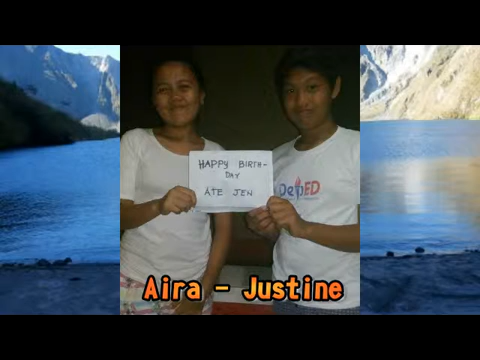 HAPPY BIRTH-
DAY
ATE JEN
DepED
Aira - Justine